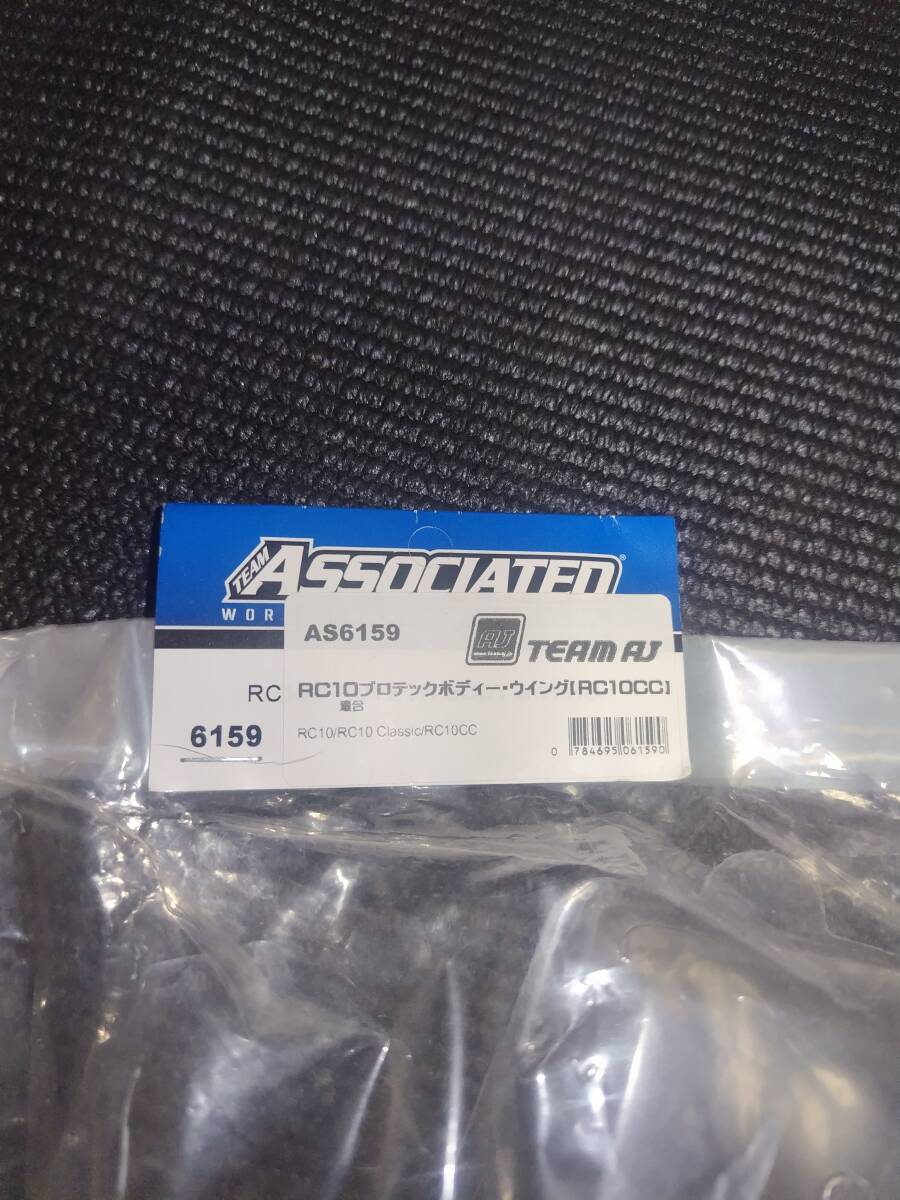 TEAM
ASSOCIATED®
WOR
AS6159
AJ
TEAM AJ
RC
RC10プロテックボディー・ウイング[RC10CC]
適合
6159
RC10/RC10 Classic/RC10CC
0 784695 061590